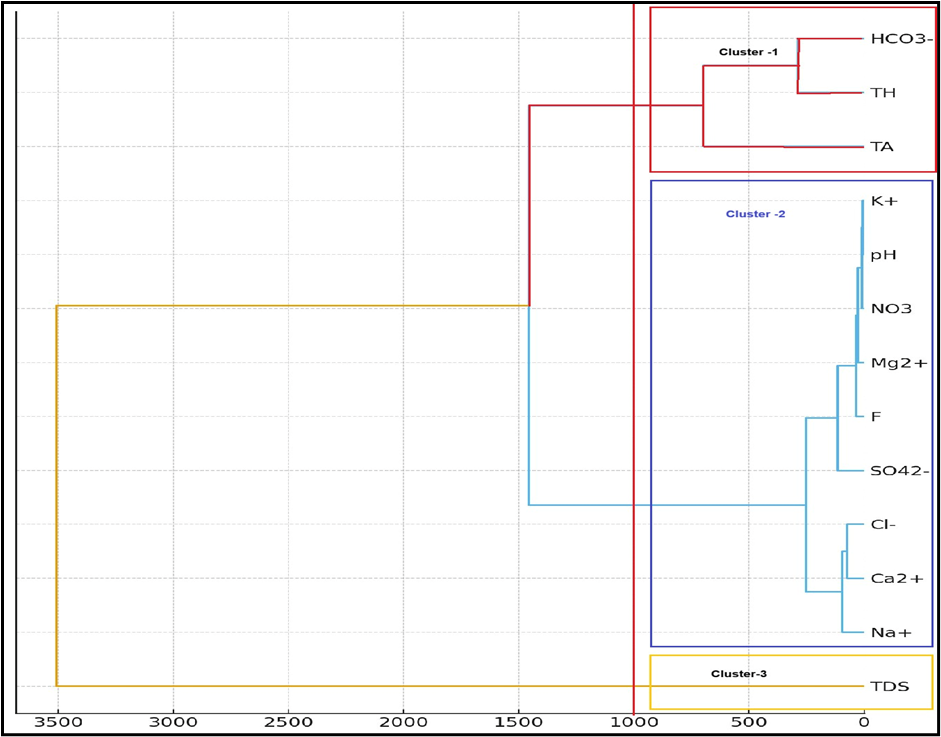 HCO3-
Cluster -1
TH
TA
K+
Cluster -2
pH
NO3
Mg2+
F
SO42-
Cl-
Ca2+
Na+
Cluster-3
TDS
3500 3000 2500 2000 1500 1000 500 0